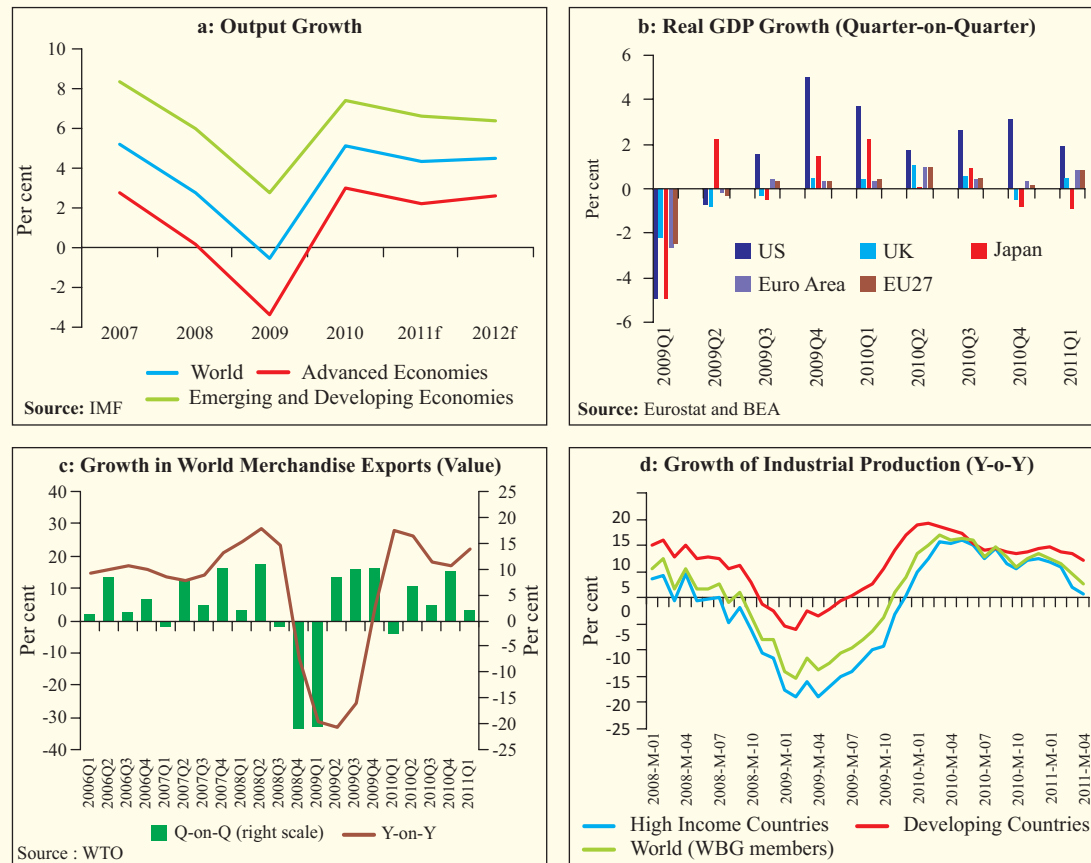 a: Output Growth
10
8
6
4
2
0
-2
-4
Per cent
2007 2008 2009 2010 2011f 2012f
World Advanced Economies
Emerging and Developing Economies
Source: IMF
b: Real GDP Growth (Quarter-on-Quarter)
6
4
2
0
-2
-4
-6
Per cent
US UK Japan
Euro Area EU27
2009Q1 2009Q2 2009Q3 2009Q4 2010Q1 2010Q2 2010Q3 2010Q4 2011Q1
Source: Eurostat and BEA
c: Growth in World Merchandise Exports (Value)
40
30
20
10
0
-10
-20
-30
-40
Per cent
25
20
15
10
5
0
-5
-10
-15
-20
-25
Per cent
2006Q1 2006Q2 2006Q3 2006Q4 2007Q1 2007Q2 2007Q3 2007Q4 2008Q1 2008Q2 2008Q3 2008Q4 2009Q1 2009Q2 2009Q3 2009Q4 2010Q1 2010Q2 2010Q3 2010Q4 2011Q1
Q-on-Q (right scale) Y-on-Y
Source : WTO
d: Growth of Industrial Production (Y-o-Y)
20
15
10
5
0
-5
-10
-15
-20
-25
Per cent
2008-M-01 2008-M-04 2008-M-07 2008-M-10 2009-M-01 2009-M-04 2009-M-07 2009-M-10 2010-M-01 2010-M-04 2010-M-07 2010-M-10 2011-M-01 2011-M-04
High Income Countries Developing Countries
World (WBG members)